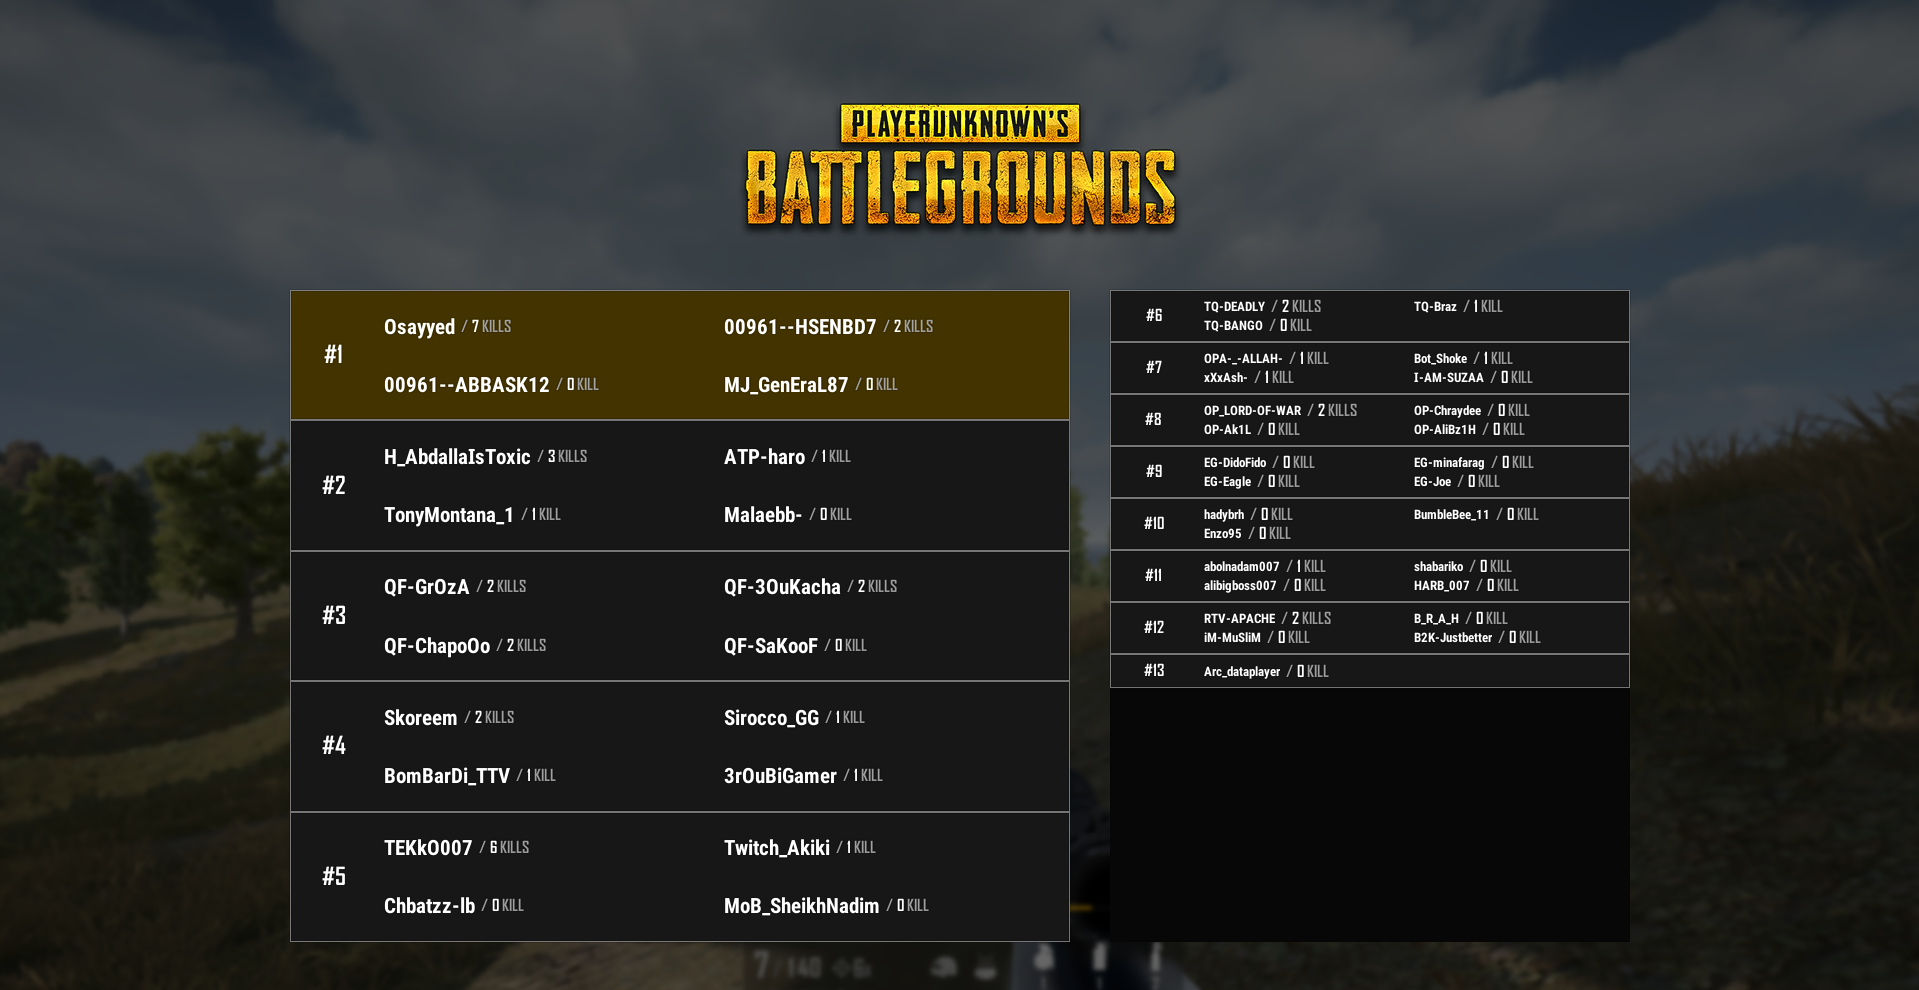 PLAYERUNKNOWN'S
BATTLEGROUNDS
#1
Osayyed / 7 KILLS
00961--HSENBD7 / 2 KILLS
00961--ABBASK12 / 0 KILL
MJ_GenEraL87 / 0 KILL
#2
H_AbdallaIsToxic / 3 KILLS
ATP-haro / 1 KILL
TonyMontana_1 / 1 KILL
Malaebb- / 0 KILL
#3
QF-GrOzA / 2 KILLS
QF-3OuKacha / 2 KILLS
QF-ChapoOo / 2 KILLS
QF-SaKooF / 0 KILL
#4
Skoreem / 2 KILLS
Sirocco_GG / 1 KILL
BomBarDi_TTV / 1 KILL
3rOuBiGamer / 1 KILL
#5
TEKkO007 / 6 KILLS
Twitch_Akiki / 1 KILL
Chbatzz-lb / 0 KILL
MoB_SheikhNadim / 0 KILL
#6
TQ-DEADLY / 2 KILLS
TQ-Braz / 1 KILL
TQ-BANGO / 0 KILL
#7
OPA-_-ALLAH- / 1 KILL
Bot_Shoke / 1 KILL
xXxAsh- / 1 KILL
I-AM-SUZAA / 0 KILL
#8
OP_LORD-OF-WAR / 2 KILLS
OP-Chraydee / 0 KILL
OP-Ak1L / 0 KILL
OP-AliBz1H / 0 KILL
#9
EG-DidoFido / 0 KILL
EG-minafarag / 0 KILL
EG-Eagle / 0 KILL
EG-Joe / 0 KILL
#10
hadybrh / 0 KILL
BumbleBee_11 / 0 KILL
Enzo95 / 0 KILL
#11
abolnadam007 / 1 KILL
shabariko / 0 KILL
alibigboss007 / 0 KILL
HARB_007 / 0 KILL
#12
RTV-APACHE / 2 KILLS
B_R_A_H / 0 KILL
iM-MuSliM / 0 KILL
B2K-Justbetter / 0 KILL
#13
Arc_dataplayer / 0 KILL
7 / 140